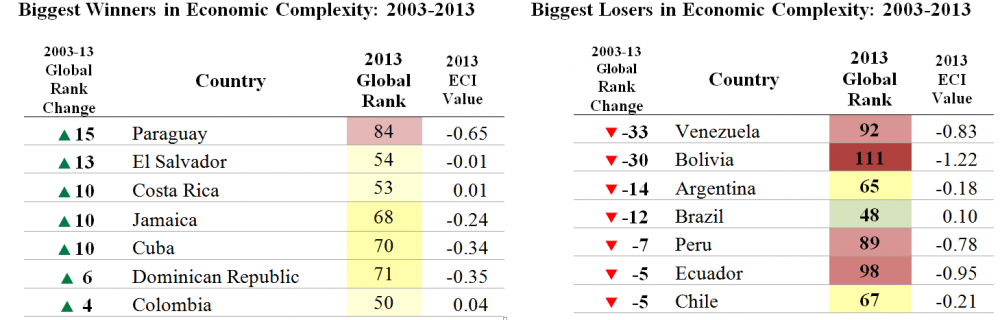 Biggest Winners in Economic Complexity: 2003-2013
2003-13 Global Rank Change Country 2013 Global Rank 2013 ECI Value
▲ 15 Paraguay 84 -0.65
▲ 13 El Salvador 54 -0.01
▲ 10 Costa Rica 53 0.01
▲ 10 Jamaica 68 -0.24
▲ 10 Cuba 70 -0.34
▲ 6 Dominican Republic 71 -0.35
▲ 4 Colombia 50 0.04
Biggest Losers in Economic Complexity: 2003-2013
2003-13 Global Rank Change Country 2013 Global Rank 2013 ECI Value
▼ -33 Venezuela 92 -0.83
▼ -30 Bolivia 111 -1.22
▼ -14 Argentina 65 -0.18
▼ -12 Brazil 48 0.10
▼ -7 Peru 89 -0.78
▼ -5 Ecuador 98 -0.95
▼ -5 Chile 67 -0.21